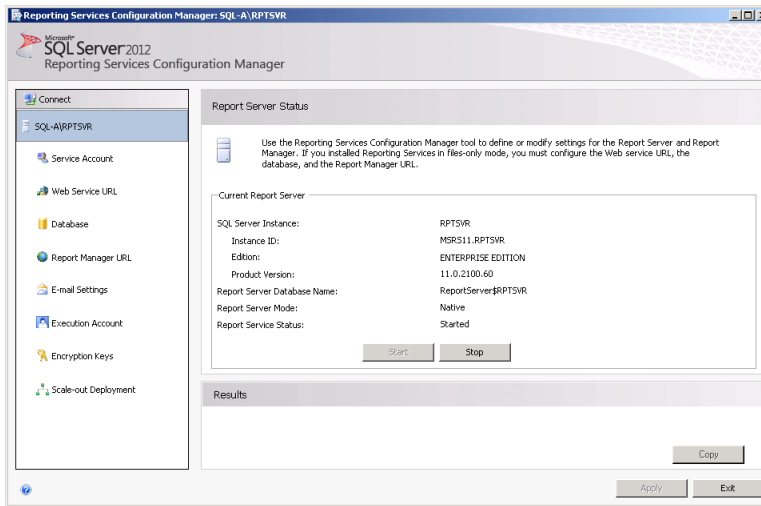 Reporting Services Configuration Manager: SQL-A\RPTSVR
Microsoft®
SQL Server 2012
Reporting Services Configuration Manager
Connect
SQL-A\RPTSVR
Service Account
Web Service URL
Database
Report Manager URL
E-mail Settings
Execution Account
Encryption Keys
Scale-out Deployment
Report Server Status
Use the Reporting Services Configuration Manager tool to define or modify settings for the Report Server and Report
Manager. If you installed Reporting Services in files-only mode, you must configure the Web service URL, the
database, and the Report Manager URL.
Current Report Server
SQL Server Instance: RPTSVR
Instance ID: MSRS11.RPTSVR
Edition: ENTERPRISE EDITION
Product Version: 11.0.2100.60
Report Server Database Name: ReportServer$RPTSVR
Report Server Mode: Native
Report Service Status: Started
Start Stop
Results
Copy
Apply Exit